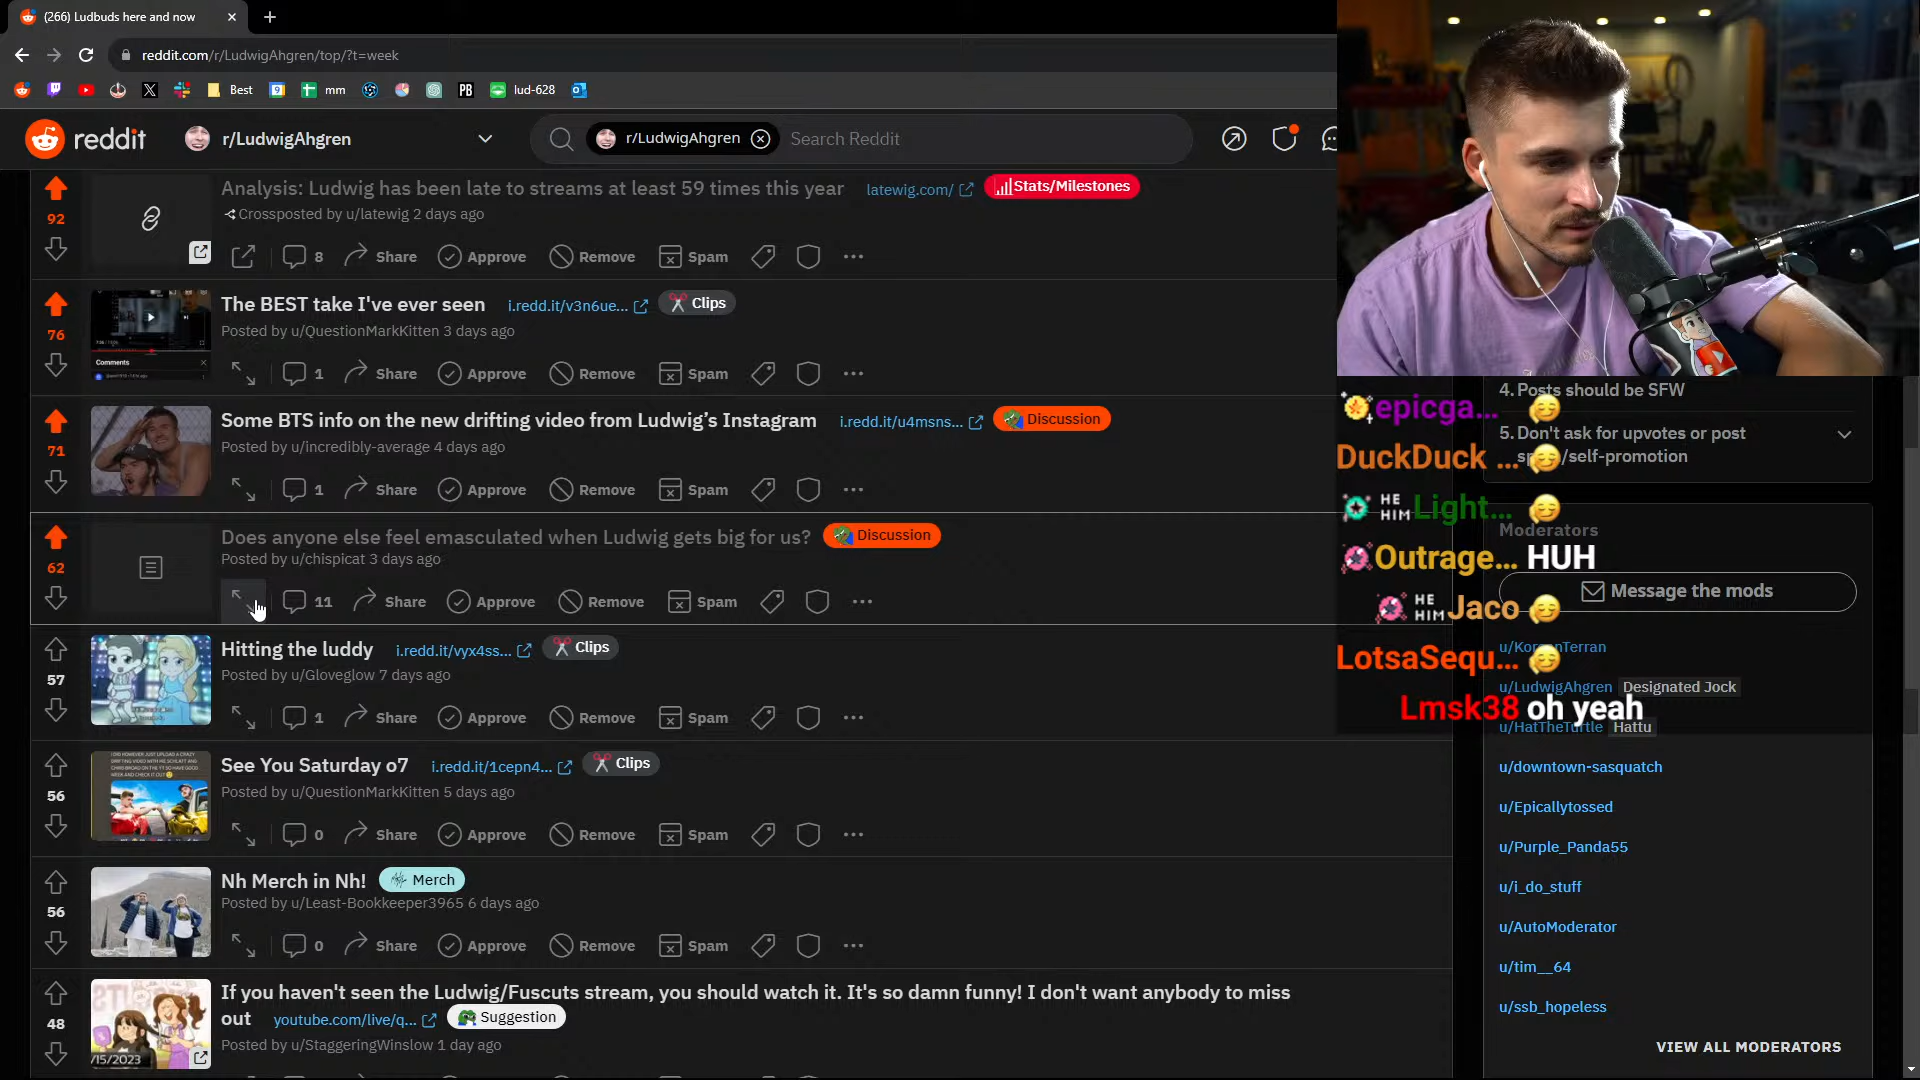 (266) Ludbuds here and now
reddit.com/r/LudwigAhgren/top/?t=week
Best
9
mm
PB
lud-628
reddit
r/LudwigAhgren
r/LudwigAhgren
Search Reddit
92
Analysis: Ludwig has been late to streams at least 59 times this year
latewig.com/
Stats/Milestones
Crossposted by u/latewig 2 days ago
8 Share Approve Remove Spam
76
The BEST take I've ever seen
i.redd.it/v3n6ue...
Clips
Posted by u/QuestionMarkKitten 3 days ago
Comments
1 Share Approve Remove Spam
71
Some BTS info on the new drifting video from Ludwig’s Instagram
i.redd.it/u4msns...
Discussion
Posted by u/incredibly-average 4 days ago
1 Share Approve Remove Spam
62
Does anyone else feel emasculated when Ludwig gets big for us?
Discussion
Posted by u/chispicat 3 days ago
11 Share Approve Remove Spam
57
Hitting the luddy
i.redd.it/vyx4ss...
Clips
Posted by u/Gloveglow 7 days ago
1 Share Approve Remove Spam
56
See You Saturday o7
i.redd.it/1cepn4...
Clips
Posted by u/QuestionMarkKitten 5 days ago
0 Share Approve Remove Spam
56
Nh Merch in Nh!
Merch
Posted by u/Least-Bookkeeper3965 6 days ago
0 Share Approve Remove Spam
48
If you haven't seen the Ludwig/Fuscuts stream, you should watch it. It's so damn funny! I don't want anybody to miss
out
youtube.com/live/q...
Suggestion
/15/2023
Posted by u/StaggeringWinslow 1 day ago
4. Posts should be SFW
5. Don't ask for upvotes or post
/self-promotion
epicga...
DuckDuck ...
HE HIM Light...
Outrage... HUH
HE HIM Jaco
LotsaSequ...
Lmsk38 oh yeah
Moderators
Message the mods
u/LudwigAhgren Designated Jock
u/HatTheTurtle Hattu
u/downtown-sasquatch
u/Epicallytossed
u/Purple_Panda55
u/i_do_stuff
u/AutoModerator
u/tim__64
u/ssb_hopeless
VIEW ALL MODERATORS